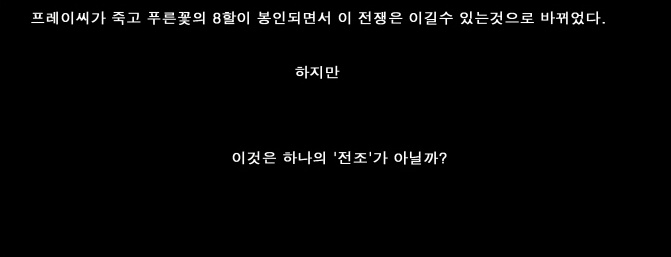 프레이씨가 죽고 푸른꽃의 8할이 봉인되면서 이 전쟁은 이길수 있는것으로 바뀌었다.
하지만
이것은 하나의 '전조'가 아닐까?